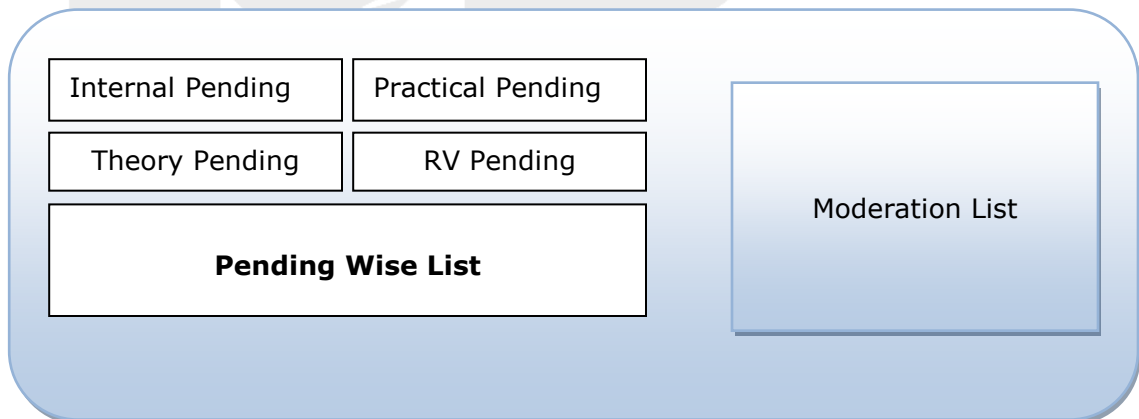 Internal Pending
Practical Pending
Theory Pending
RV Pending
Pending Wise List
Moderation List